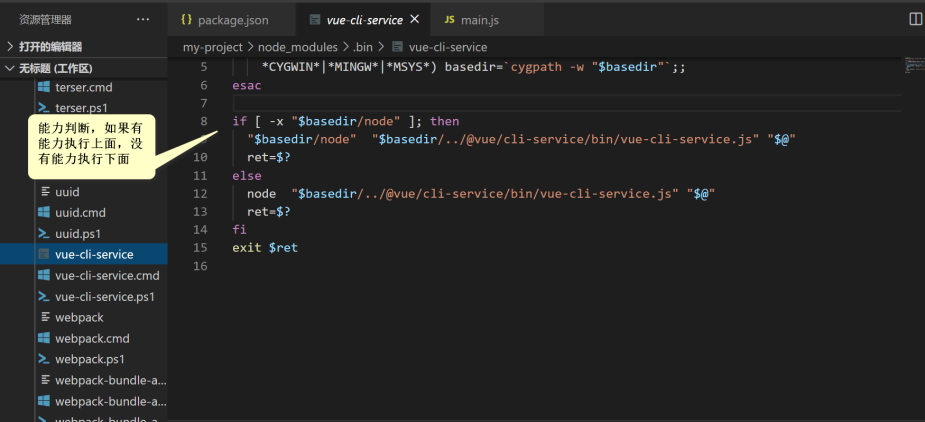 资源管理器
···
package.json
vue-cli-service
JS main.js
打开的编辑器
my-project > node_modules > .bin > vue-cli-service
无标题 (工作区)
5 *CYGWIN*|*MINGW*|*MSYS*) basedir=`cygpath -w "$basedir"`;;
6 esac
7
8 if [ -x "$basedir/node" ]; then
"$basedir/node"  "$basedir/../@vue/cli-service/bin/vue-cli-service.js" "$@"
10 ret=$?
11 else
12 node  "$basedir/../@vue/cli-service/bin/vue-cli-service.js" "$@"
13 ret=$?
14 fi
15 exit $ret
16
terser.cmd
terser.ps1
能力判断，如果有
能力执行上面，没
有能力执行下面
uuid
uuid.cmd
uuid.ps1
vue-cli-service
vue-cli-service.cmd
vue-cli-service.ps1
webpack
webpack.cmd
webpack.ps1
webpack-bundle-a...
webpack-bundle-a...